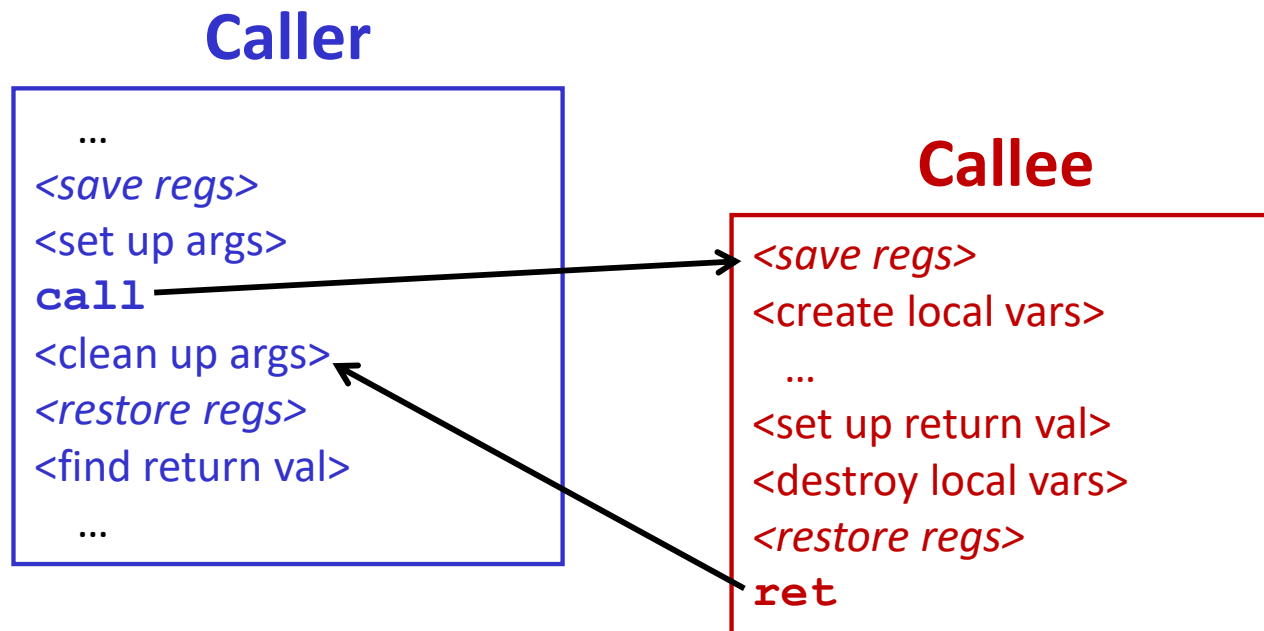 Caller
...
<save regs>
<set up args>
call
<clean up args>
<restore regs>
<find return val>
...
Callee
<save regs>
<create local vars>
...
<set up return val>
<destroy local vars>
<restore regs>
ret